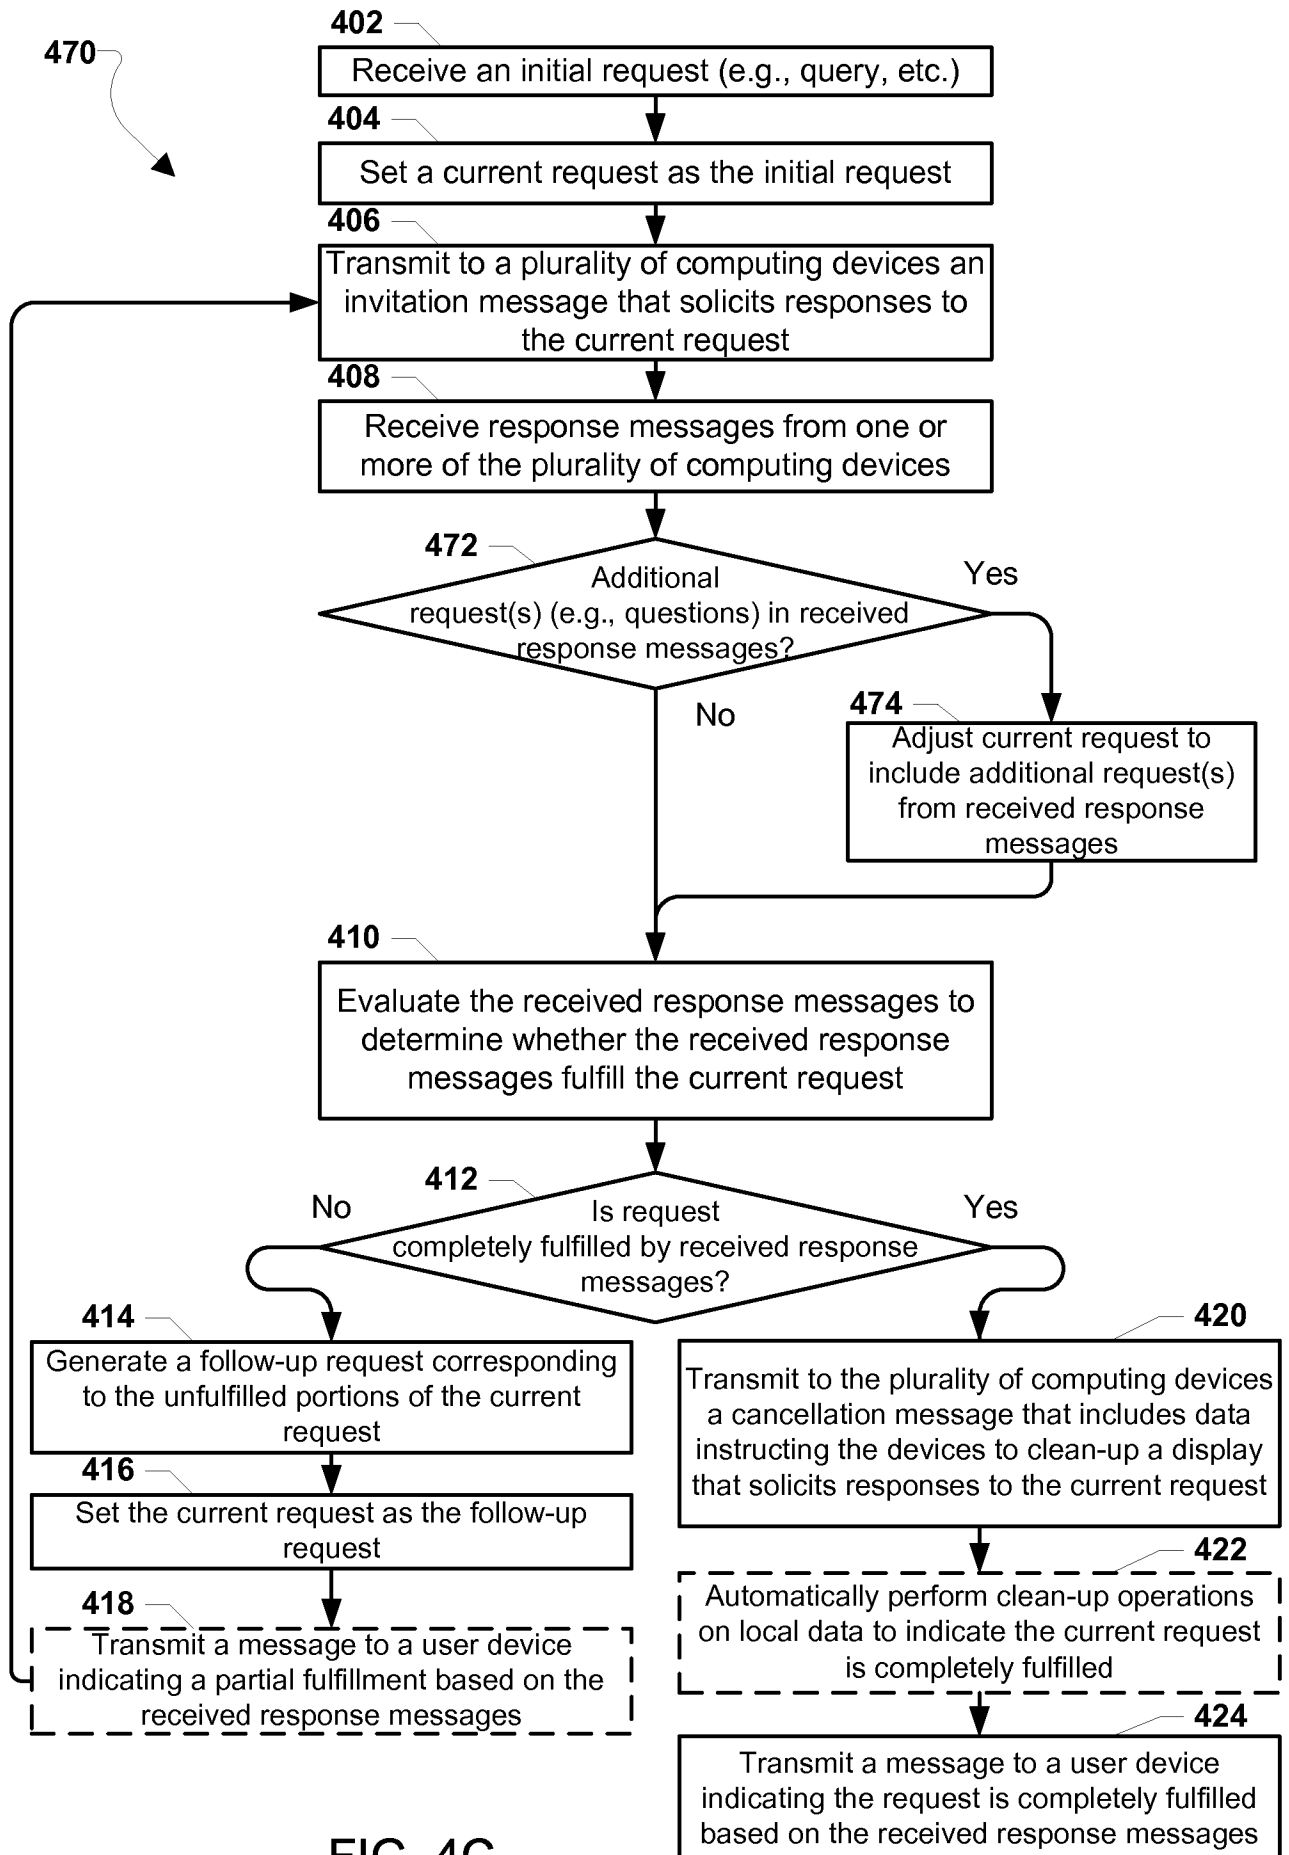 402
470
Receive an initial request (e.g., query, etc.)
404
Set a current request as the initial request
406
Transmit to a plurality of computing devices an
invitation message that solicits responses to
the current request
408
Receive response messages from one or
more of the plurality of computing devices
472
Additional
request(s) (e.g., questions) in received
response messages?
Yes
No
474
Adjust current request to
include additional request(s)
from received response
messages
410
Evaluate the received response messages to
determine whether the received response
messages fulfill the current request
412
Is request
completely fulfilled by received response
messages?
No
Yes
414
Generate a follow-up request corresponding
to the unfulfilled portions of the current
request
416
Set the current request as the follow-up
request
418
Transmit a message to a user device
indicating a partial fulfillment based on the
received response messages
420
Transmit to the plurality of computing devices
a cancellation message that includes data
instructing the devices to clean-up a display
that solicits responses to the current request
422
Automatically perform clean-up operations
on local data to indicate the current request
is completely fulfilled
424
Transmit a message to a user device
indicating the request is completely fulfilled
based on the received response messages
FIG. 4C